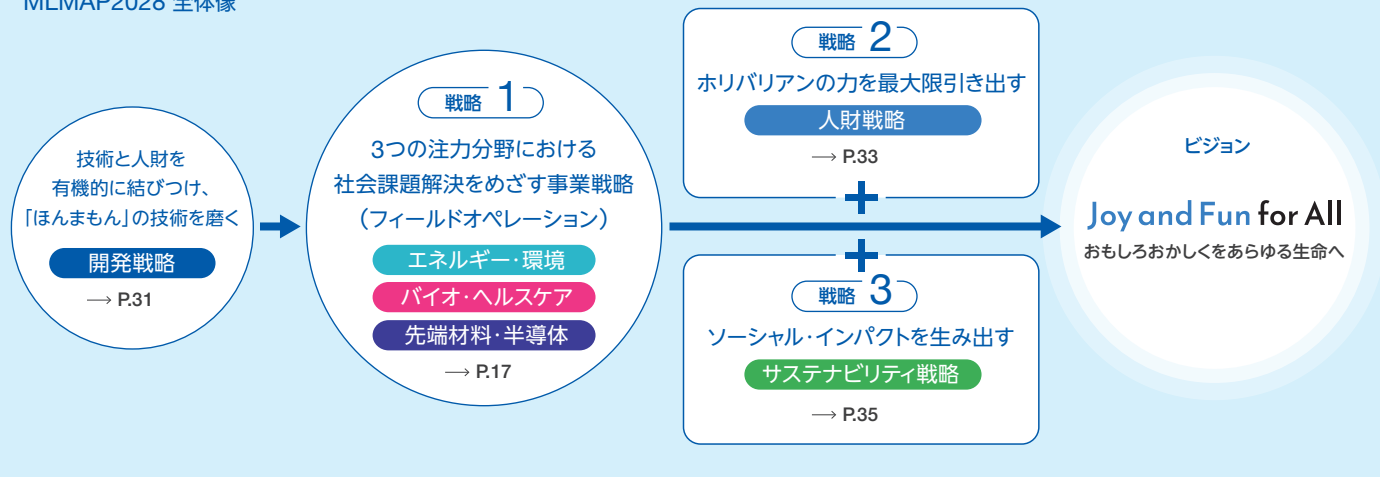 MLMAP2028 全体像
技術と人財を
有機的に結びつけ、
「ほんまもん」の技術を磨く
開発戦略
→ P.31
戦略 1
3つの注力分野における
社会課題解決をめざす事業戦略
(フィールドオペレーション)
エネルギー・環境
バイオ・ヘルスケア
先端材料・半導体
→ P.17
戦略 2
ホリバリアンの力を最大限引き出す
人財戦略
→ P.33
戦略 3
ソーシャル・インパクトを生み出す
サステナビリティ戦略
→ P.35
ビジョン
Joy and Fun for All
おもしろおかしくをあらゆる生命へ